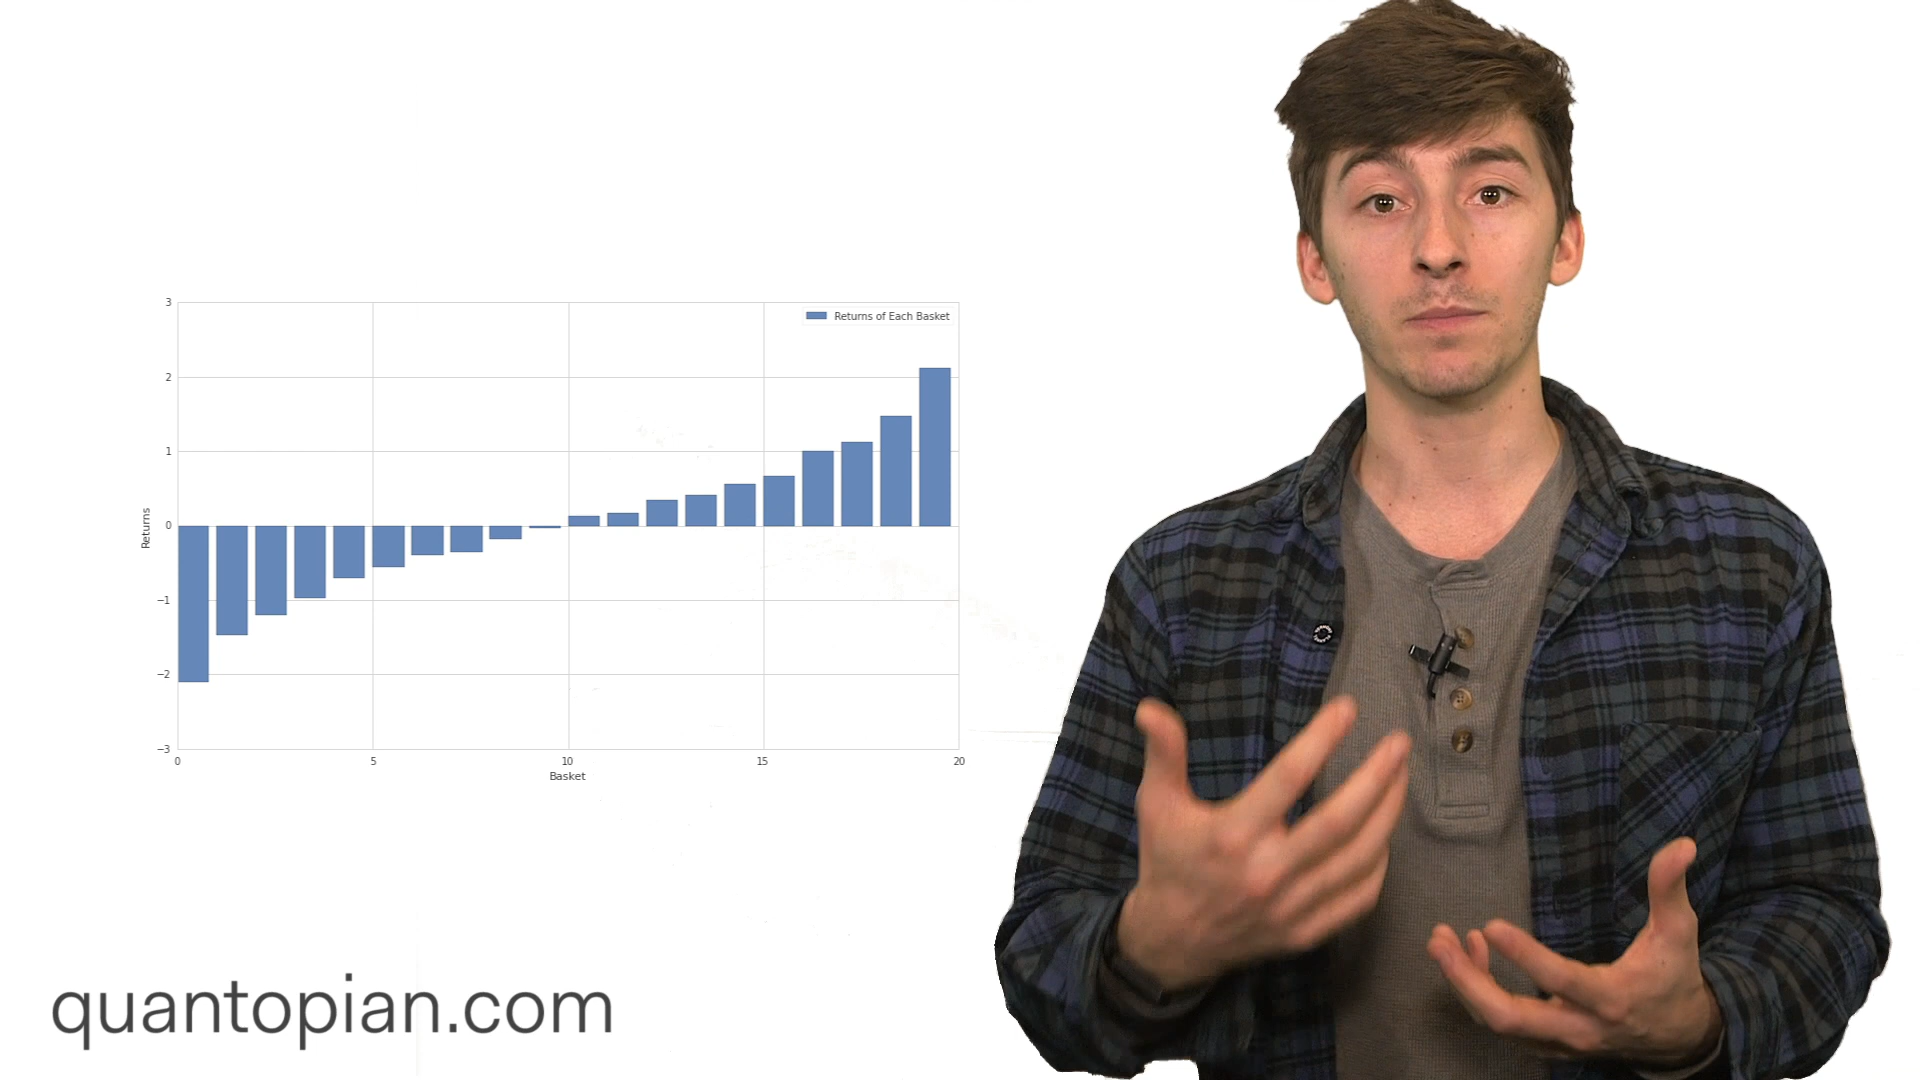 Returns of Each Basket
3
2
1
0
−1
−2
−3
Returns
0 5 10 15 20
Basket
quantopian.com